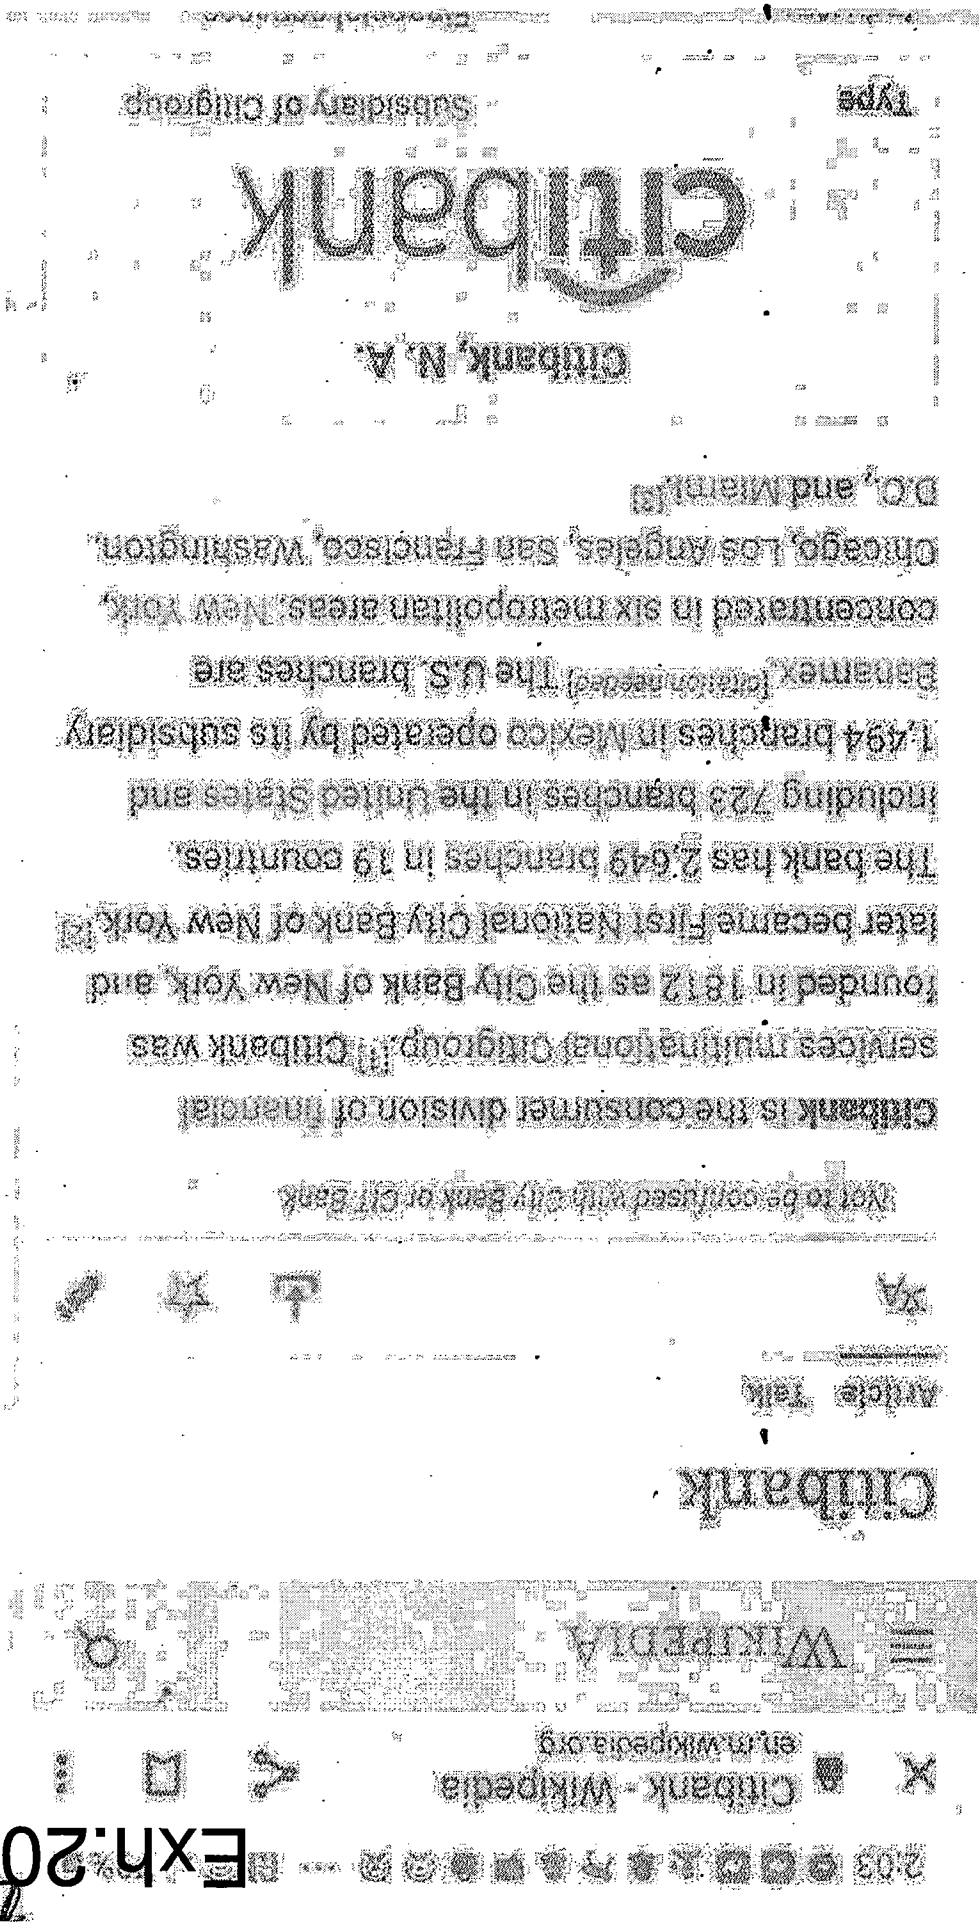 Exh.20
2:03
Citibank - Wikipedia
en.m.wikipedia.org
WIKIPEDIA
Citibank
Article Talk
Not to be confused with City Bank or CIT Bank
Citibank is the consumer division of financial
services multinational Citigroup.[1] Citibank was
founded in 1812 as the City Bank of New York, and
later became First National City Bank of New York.[2]
The bank has 2,649 branches in 19 countries,
including 723 branches in the United States and
1,494 branches in Mexico operated by its subsidiary
Banamex.[citation needed] The U.S. branches are
concentrated in six metropolitan areas: New York,
Chicago, Los Angeles, San Francisco, Washington,
D.C., and Miami.[3]
Citibank, N. A.
citibank
Type Subsidiary of Citigroup